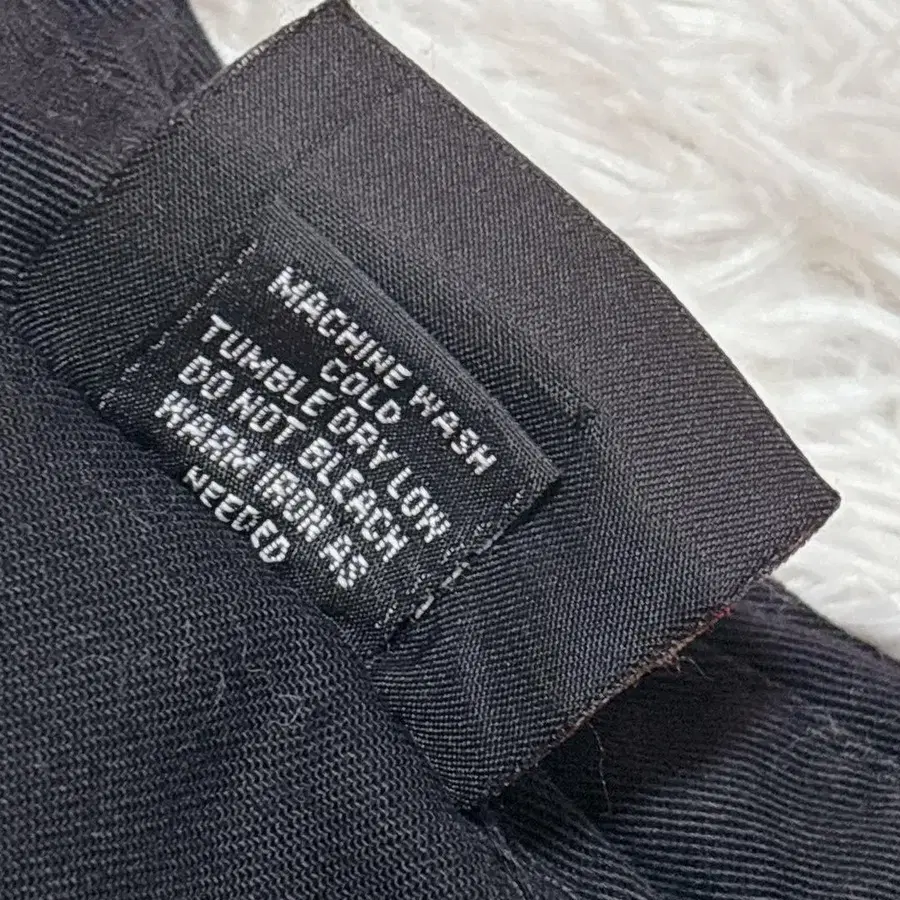 MACHINE WASH
COLD
TUMBLE DRY LOW
DO NOT BLEACH
WARM IRON AS
NEEDED